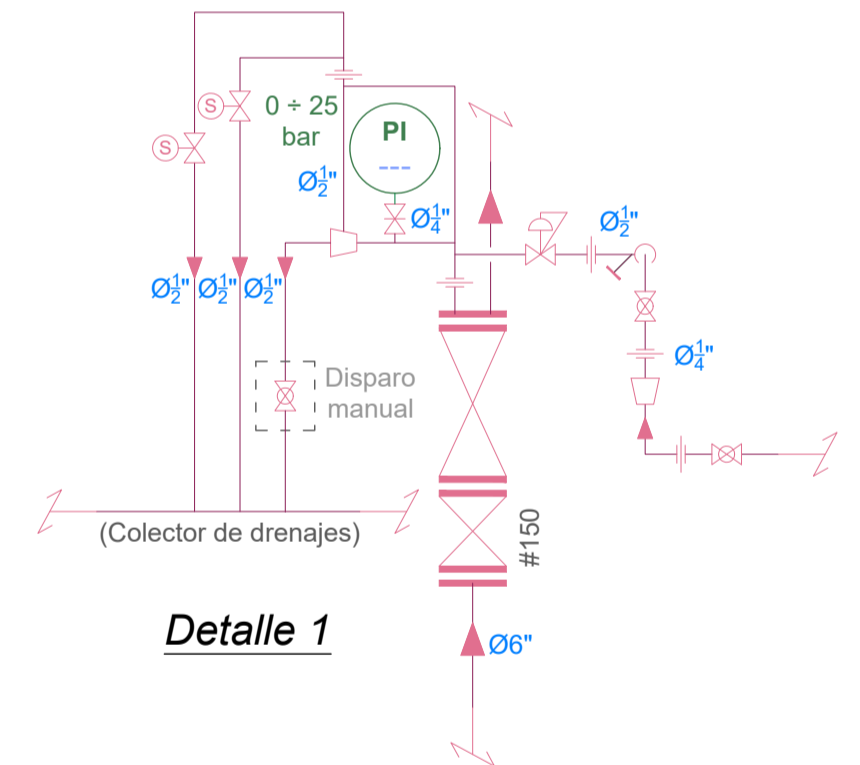 S
S
0 ÷ 25
bar
PI
---
Ø1/2"
Ø1/4"
Ø1/2"
Ø1/2"
Ø1/2"
Ø1/2"
Ø1/4"
Disparo
manual
(Colector de drenajes)
#150
Detalle 1
Ø6"